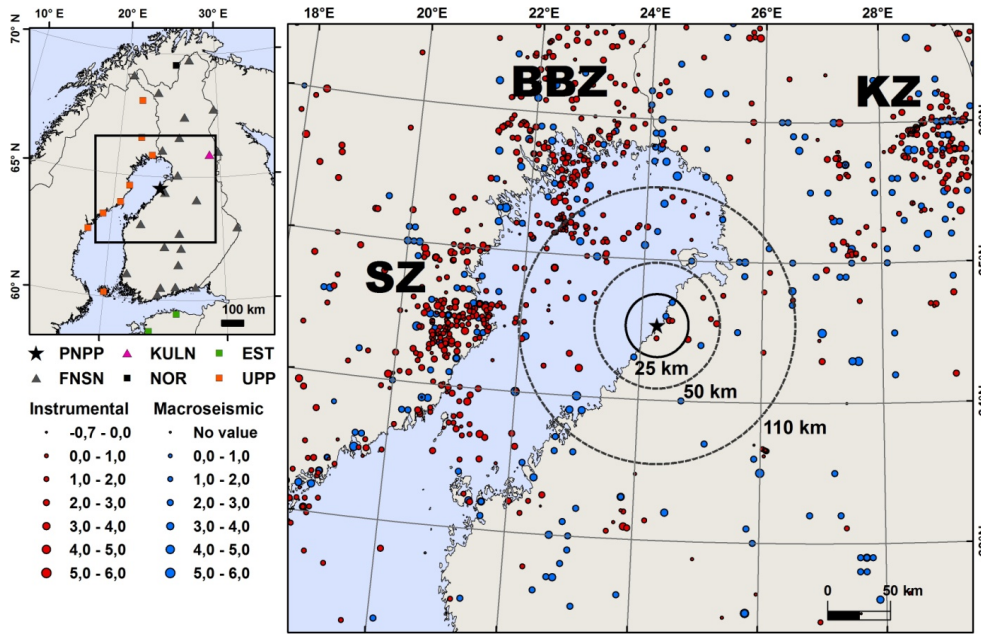 10° E
20°
30°
70° N
65° N
60° N
100 km
PNPP
KULN
EST
FNSN
NOR
UPP
Instrumental
Macroseismic
-0,7 - 0,0
No value
0,0 - 1,0
0,0 - 1,0
1,0 - 2,0
1,0 - 2,0
2,0 - 3,0
2,0 - 3,0
3,0 - 4,0
3,0 - 4,0
4,0 - 5,0
4,0 - 5,0
5,0 - 6,0
5,0 - 6,0
18°E
20°E
22°E
24°E
26°E
28°E
BBZ
KZ
SZ
25 km
50 km
110 km
0
50 km